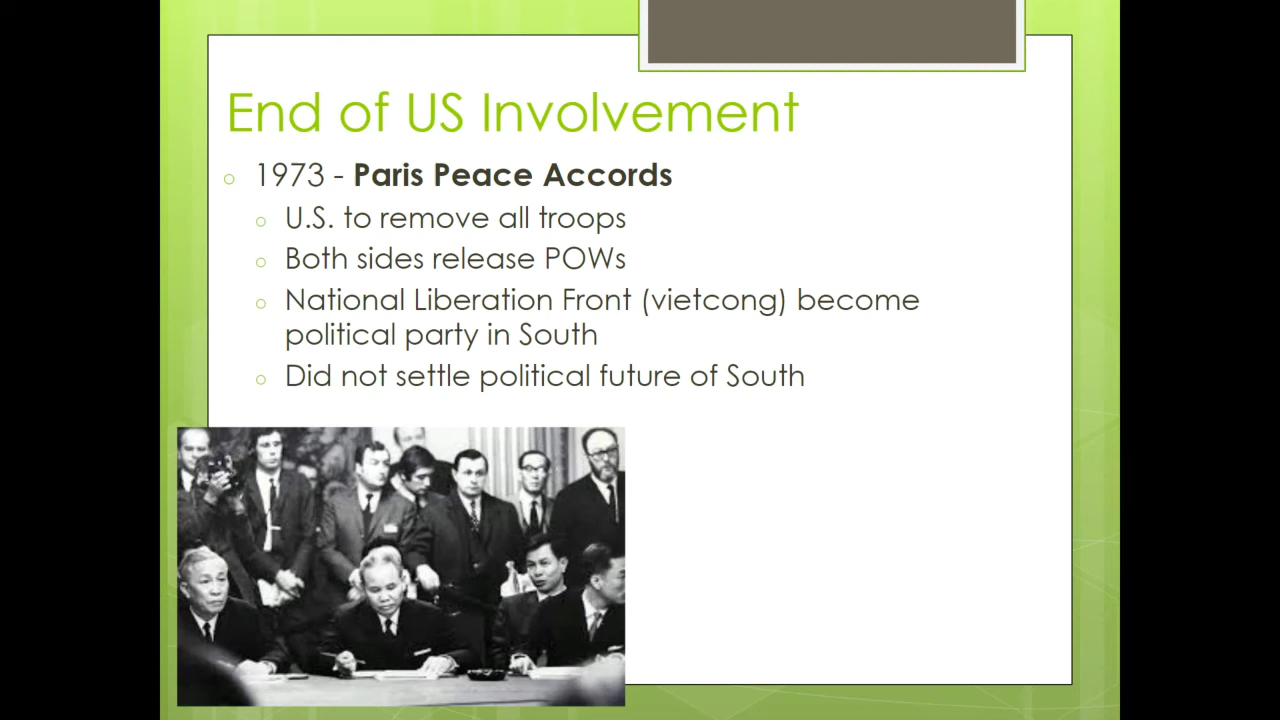 End of US Involvement
1973 - Paris Peace Accords
U.S. to remove all troops
Both sides release POWs
National Liberation Front (vietcong) become
political party in South
Did not settle political future of South